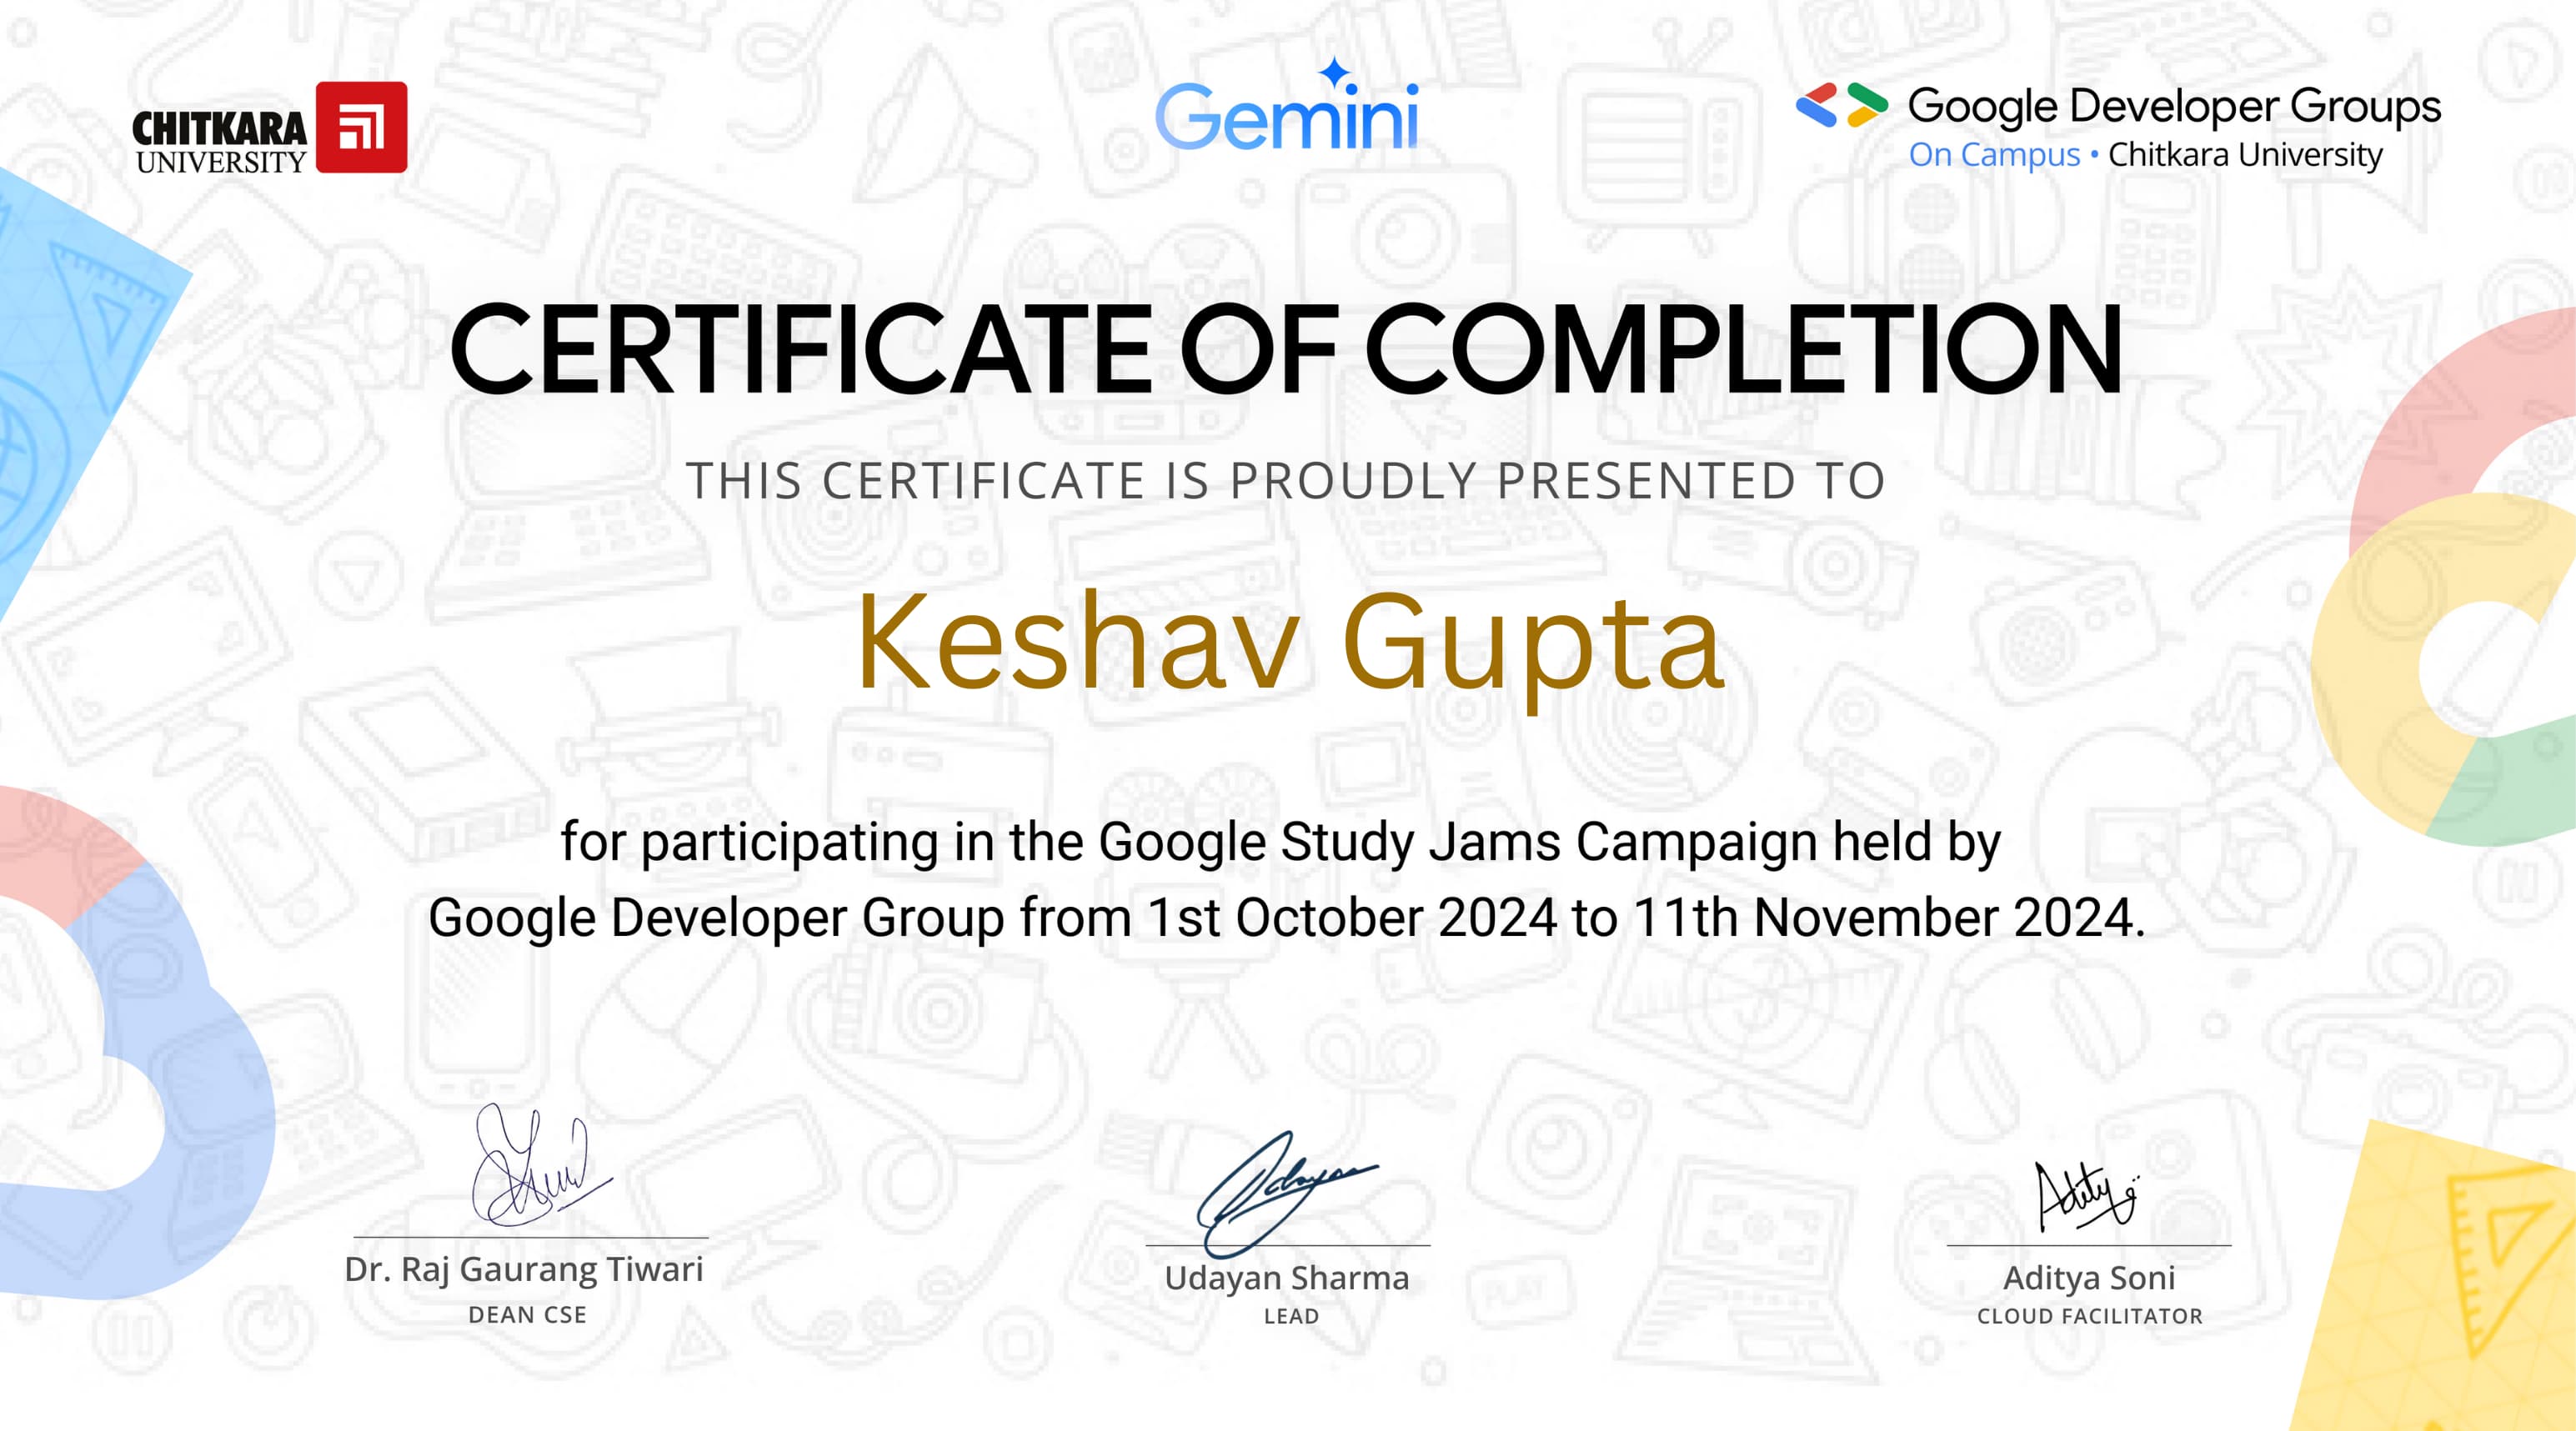 CHITKARA
UNIVERSITY
Gemini
Google Developer Groups
On Campus • Chitkara University
CERTIFICATE OF COMPLETION
THIS CERTIFICATE IS PROUDLY PRESENTED TO
Keshav Gupta
for participating in the Google Study Jams Campaign held by
Google Developer Group from 1st October 2024 to 11th November 2024.
Udayan
Dr. Raj Gaurang Tiwari
DEAN CSE
Udayan Sharma
LEAD
Aditya Soni
CLOUD FACILITATOR
PLAY